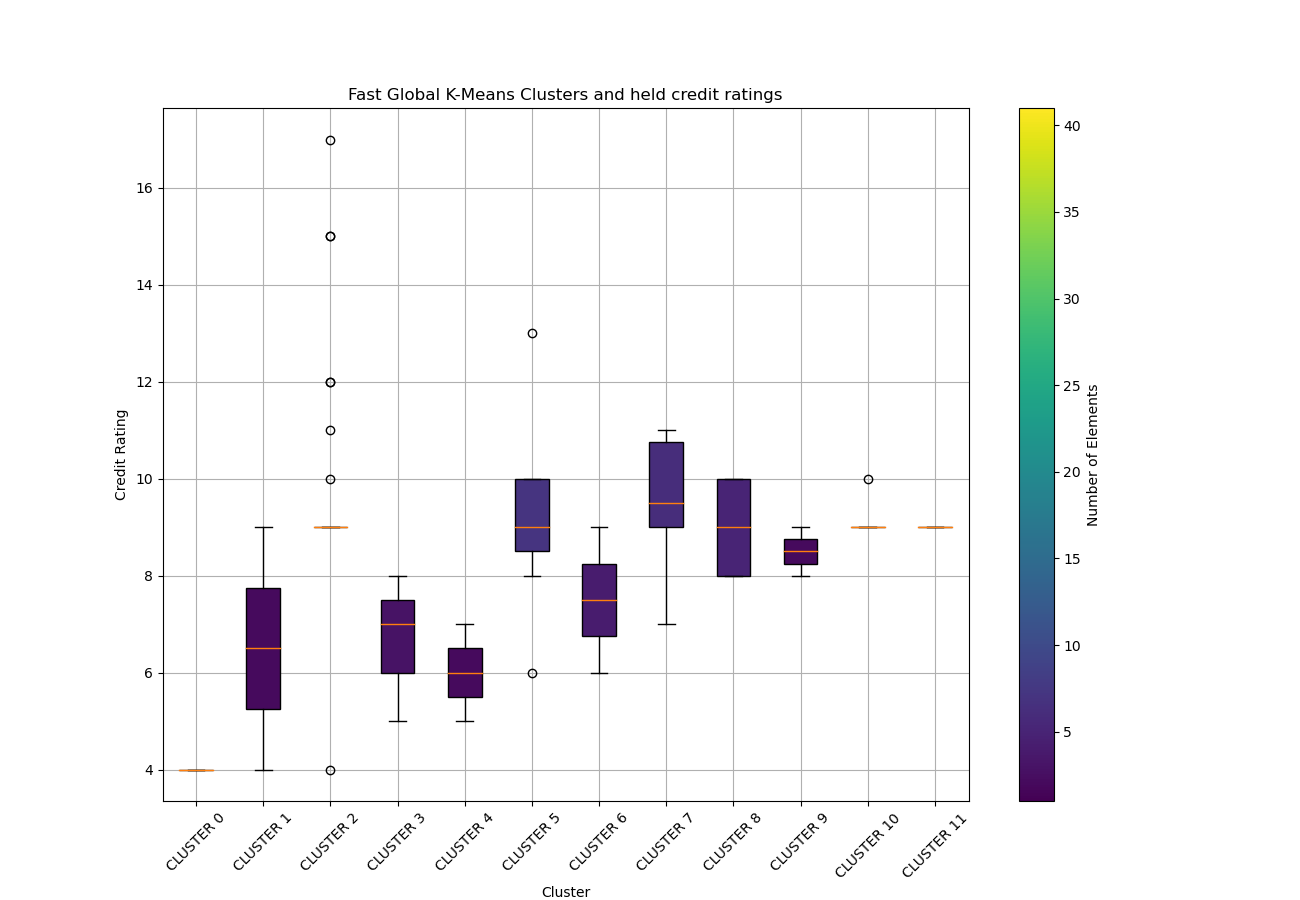 Fast Global K-Means Clusters and held credit ratings
Credit Rating
16
14
12
10
8
6
4
CLUSTER 0
CLUSTER 1
CLUSTER 2
CLUSTER 3
CLUSTER 4
CLUSTER 5
CLUSTER 6
CLUSTER 7
CLUSTER 8
CLUSTER 9
CLUSTER 10
CLUSTER 11
Cluster
40
35
30
25
20
15
10
5
Number of Elements